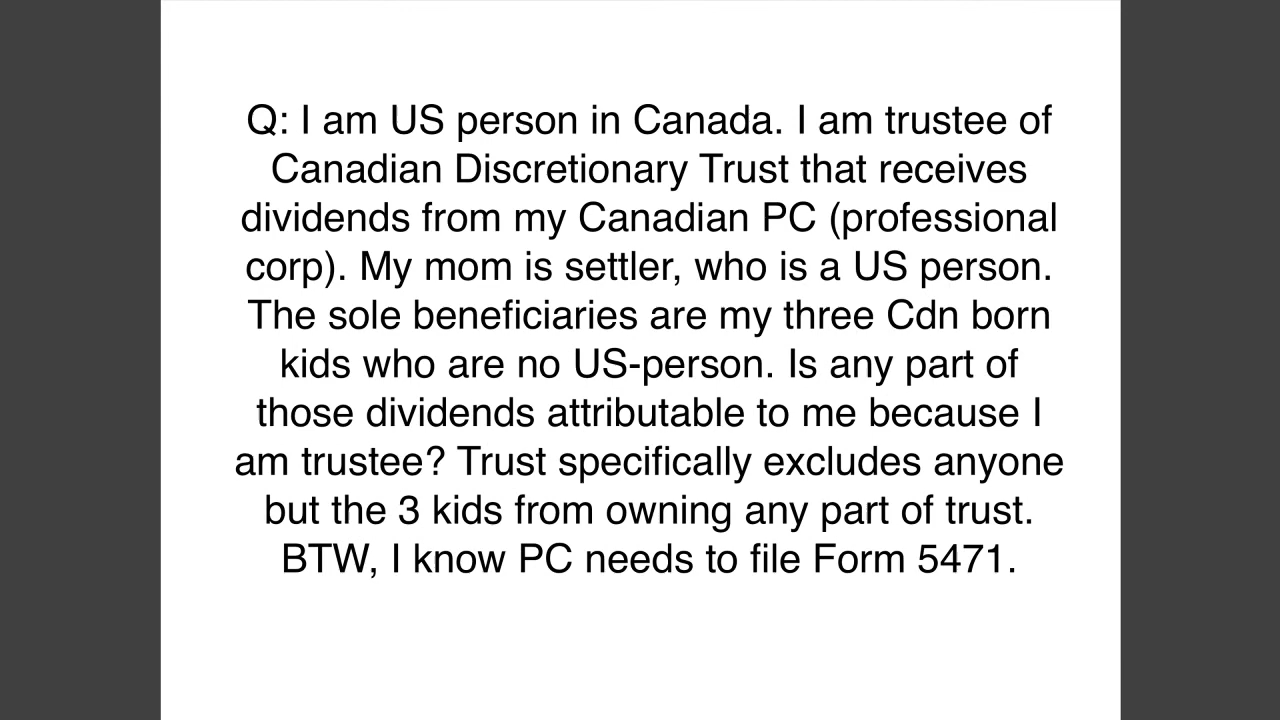 Q: I am US person in Canada. I am trustee of
Canadian Discretionary Trust that receives
dividends from my Canadian PC (professional
corp). My mom is settler, who is a US person.
The sole beneficiaries are my three Cdn born
kids who are no US-person. Is any part of
those dividends attributable to me because I
am trustee? Trust specifically excludes anyone
but the 3 kids from owning any part of trust.
BTW, I know PC needs to file Form 5471.